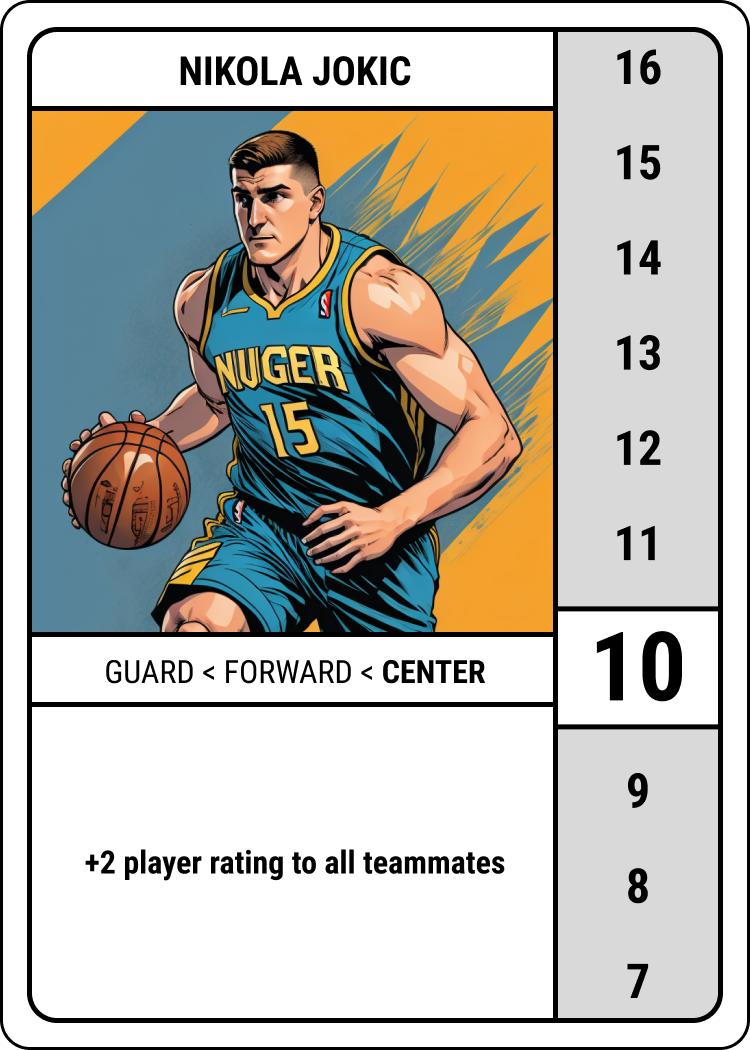 NIKOLA JOKIC
NUGER
15
GUARD < FORWARD < CENTER
+2 player rating to all teammates
16
15
14
13
12
11
10
9
8
7